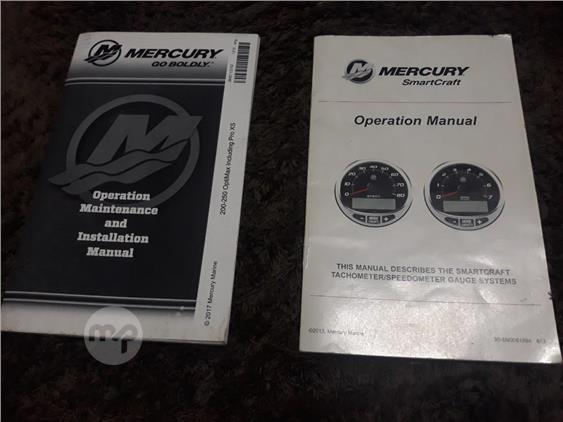 MERCURY
GO BOLDLY.
Operation
Maintenance
and
Installation
Manual
200-250 OptiMax Including Pro XS
© 2017 Mercury Marine
MERCURY
SmartCraft
Operation Manual
THIS MANUAL DESCRIBES THE SMARTCRAFT
TACHOMETER/SPEEDOMETER GAUGE SYSTEMS
©2013, Mercury Marine
mp